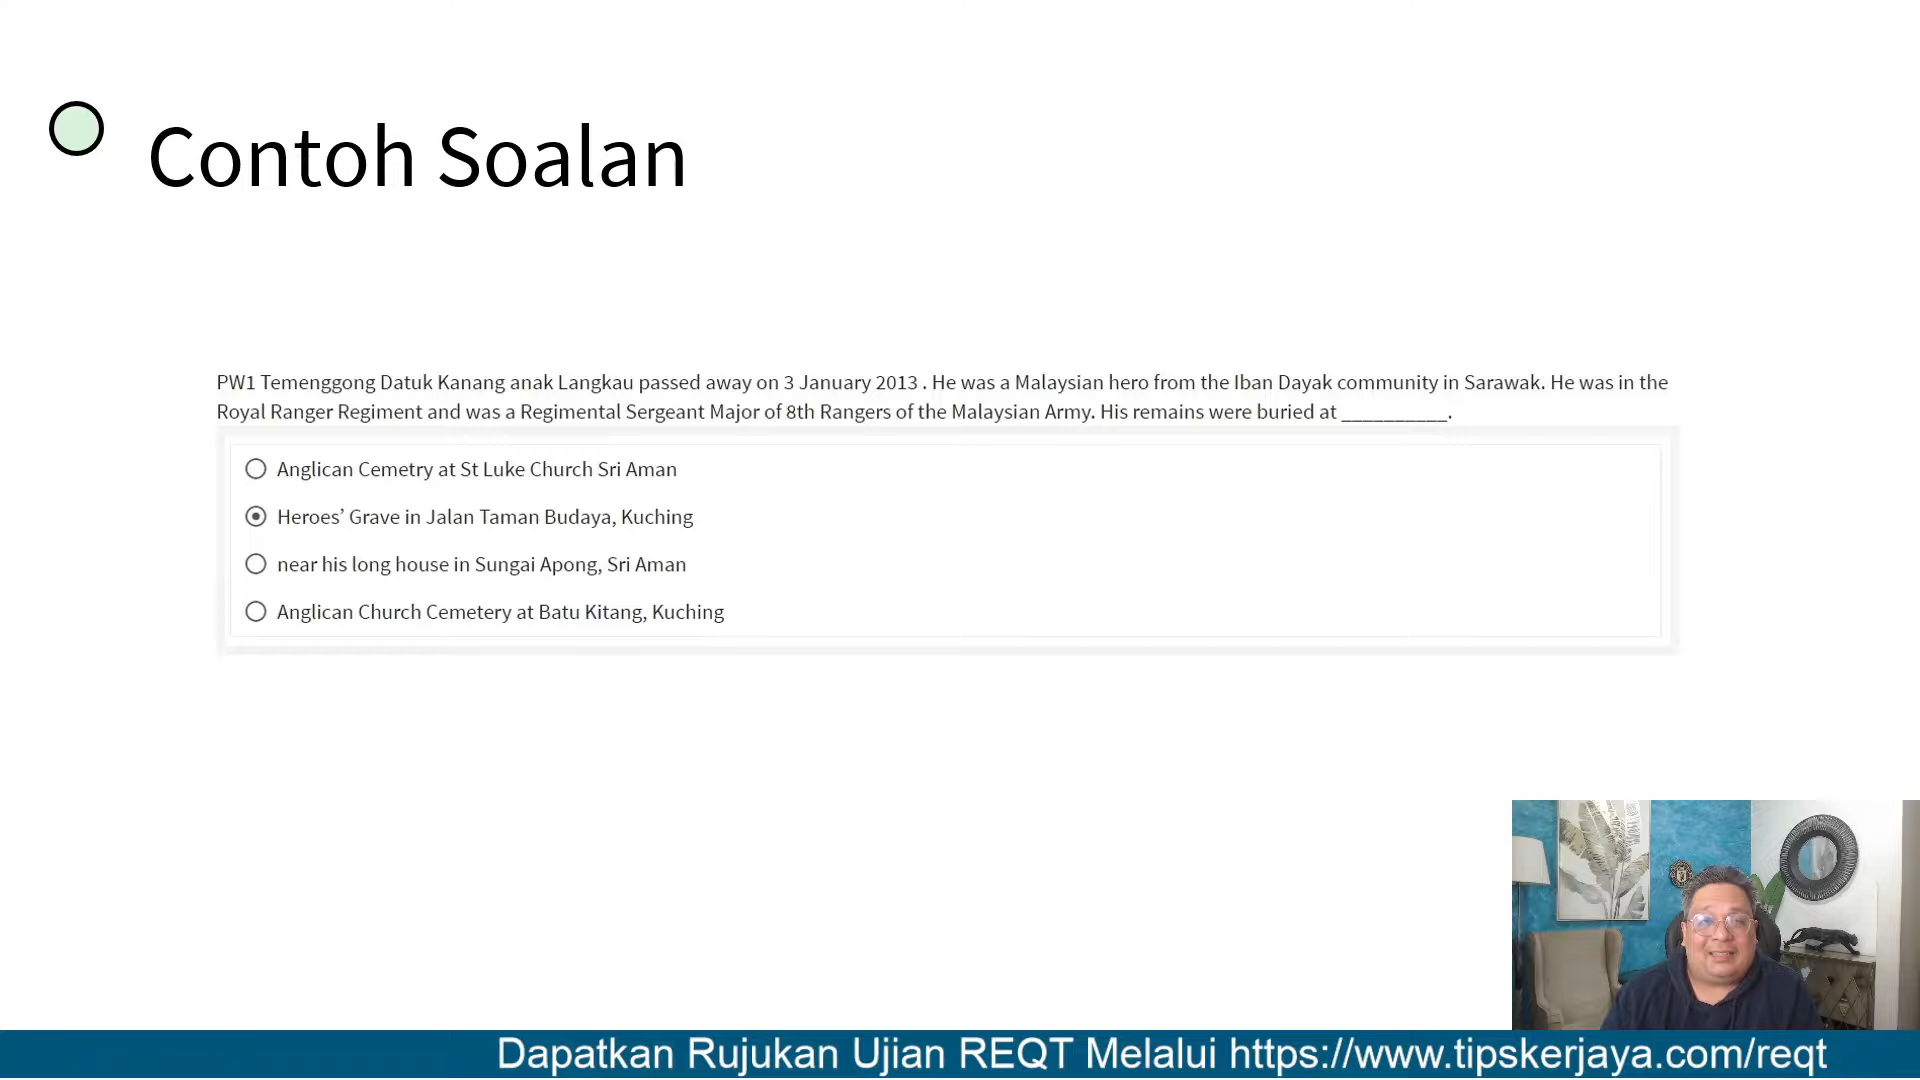 Contoh Soalan
PW1 Temenggong Datuk Kanang anak Langkau passed away on 3 January 2013 . He was a Malaysian hero from the Iban Dayak community in Sarawak. He was in the
Royal Ranger Regiment and was a Regimental Sergeant Major of 8th Rangers of the Malaysian Army. His remains were buried at __________.
Anglican Cemetry at St Luke Church Sri Aman
Heroes’ Grave in Jalan Taman Budaya, Kuching
near his long house in Sungai Apong, Sri Aman
Anglican Church Cemetery at Batu Kitang, Kuching
Dapatkan Rujukan Ujian REQT Melalui https://www.tipskerjaya.com/reqt